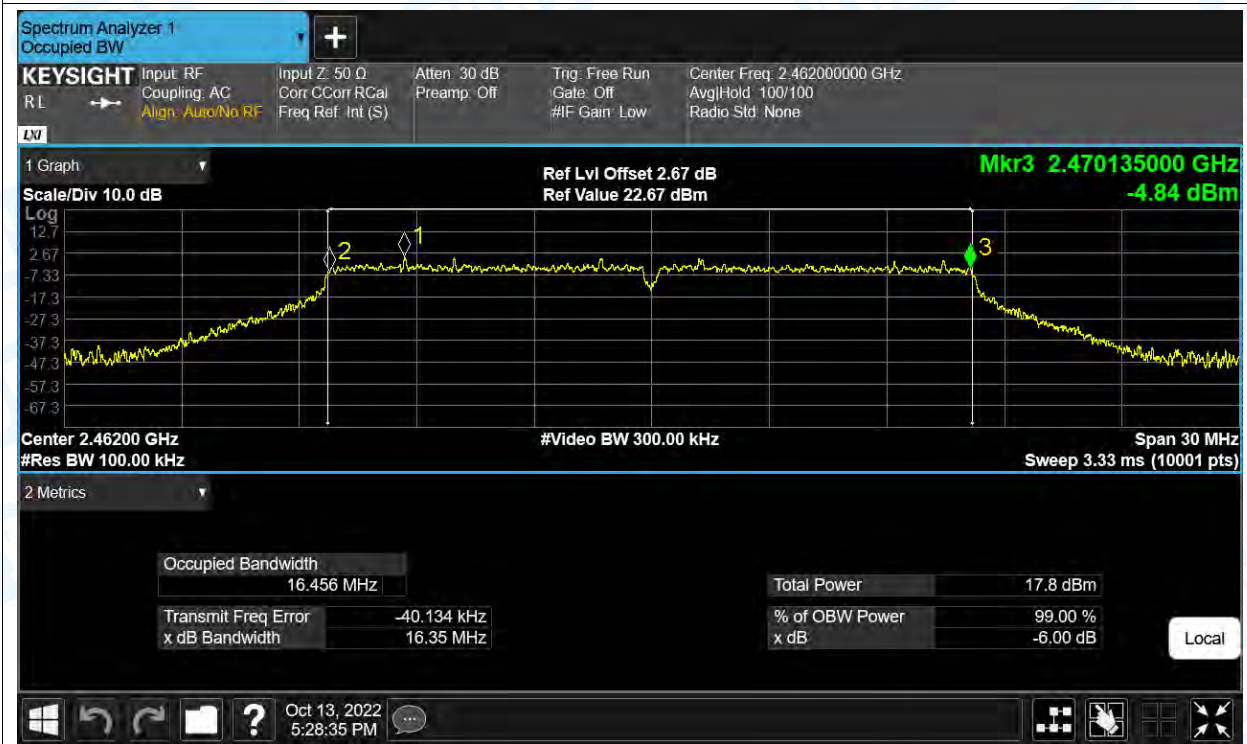 Spectrum Analyzer 1
Occupied BW
+
KEYSIGHT Input: RF Input Z: 50 Ω Atten: 30 dB Trig: Free Run Center Freq: 2.462000000 GHz
RL Coupling: AC Corr CCorr RCal Preamp: Off Gate: Off Avg|Hold: 100/100
Align: Auto/No RF Freq Ref: Int (S) #IF Gain: Low Radio Std: None
LXI
1 Graph Ref Lvl Offset 2.67 dB Mkr3 2.470135000 GHz
Scale/Div 10.0 dB Ref Value 22.67 dBm -4.84 dBm
Log
12.7
2.67
-7.33
-17.3
-27.3
-37.3
-47.3
-57.3
-67.3
2
1
3
Center 2.46200 GHz #Video BW 300.00 kHz Span 30 MHz
#Res BW 100.00 kHz Sweep 3.33 ms (10001 pts)
2 Metrics
Occupied Bandwidth
16.456 MHz Total Power 17.8 dBm
Transmit Freq Error -40.134 kHz % of OBW Power 99.00 %
x dB Bandwidth 16.35 MHz x dB -6.00 dB
Local
? Oct 13, 2022
5:28:35 PM